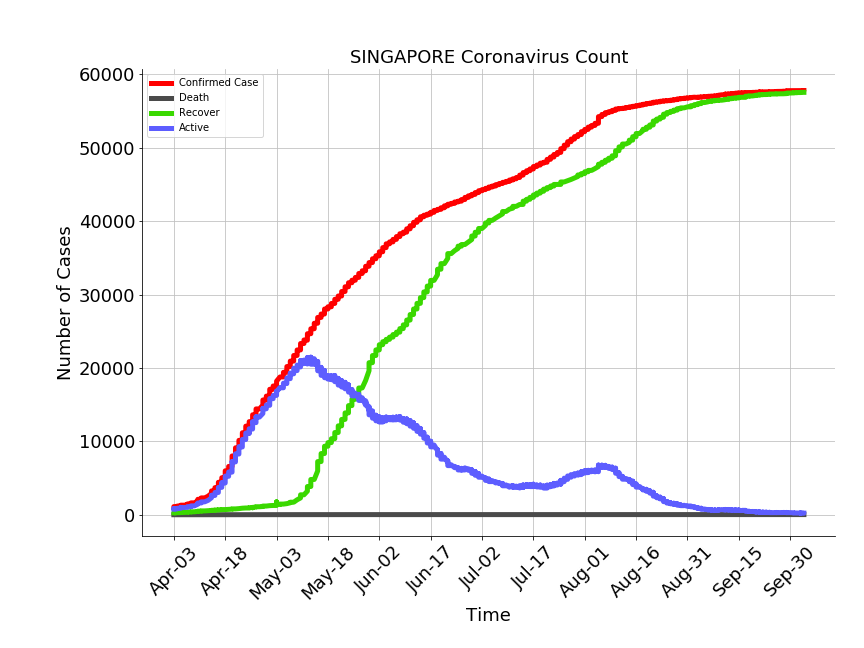 SINGAPORE Coronavirus Count
Confirmed Case
Death
Recover
Active
Number of Cases
60000
50000
40000
30000
20000
10000
0
Apr-03
Apr-18
May-03
May-18
Jun-02
Jun-17
Jul-02
Jul-17
Aug-01
Aug-16
Aug-31
Sep-15
Sep-30
Time